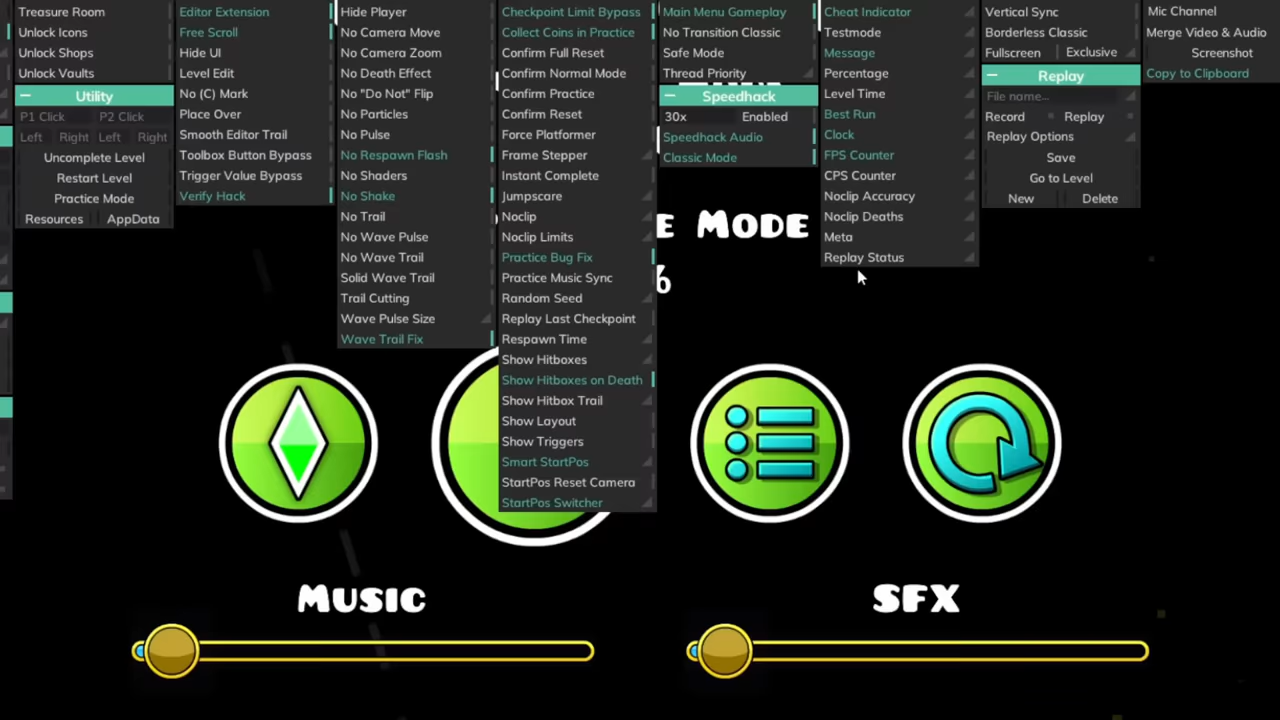 Treasure Room
Unlock Icons
Unlock Shops
Unlock Vaults
Utility
P1 Click P2 Click
Left Right Left Right
Uncomplete Level
Restart Level
Practice Mode
Resources AppData
Editor Extension
Free Scroll
Hide UI
Level Edit
No (C) Mark
Place Over
Smooth Editor Trail
Toolbox Button Bypass
Trigger Value Bypass
Verify Hack
Hide Player
No Camera Move
No Camera Zoom
No Death Effect
No "Do Not" Flip
No Particles
No Pulse
No Respawn Flash
No Shaders
No Shake
No Trail
No Wave Pulse
No Wave Trail
Solid Wave Trail
Trail Cutting
Wave Pulse Size
Wave Trail Fix
Checkpoint Limit Bypass
Collect Coins in Practice
Confirm Full Reset
Confirm Normal Mode
Confirm Practice
Confirm Reset
Force Platformer
Frame Stepper
Instant Complete
Jumpscare
Noclip
Noclip Limits
Practice Bug Fix
Practice Music Sync
Random Seed
Replay Last Checkpoint
Respawn Time
Show Hitboxes
Show Hitboxes on Death
Show Hitbox Trail
Show Layout
Show Triggers
Smart StartPos
StartPos Reset Camera
StartPos Switcher
Main Menu Gameplay
No Transition Classic
Safe Mode
Thread Priority
Speedhack
30x Enabled
Speedhack Audio
Classic Mode
Cheat Indicator
Testmode
Message
Percentage
Level Time
Best Run
Clock
FPS Counter
CPS Counter
Noclip Accuracy
Noclip Deaths
Meta
Replay Status
Vertical Sync
Borderless Classic
Fullscreen Exclusive
Replay
File name...
Record Replay
Replay Options
Save
Go to Level
New Delete
Mic Channel
Merge Video & Audio
Screenshot
Copy to Clipboard
E MODE
%
MUSIC
SFX